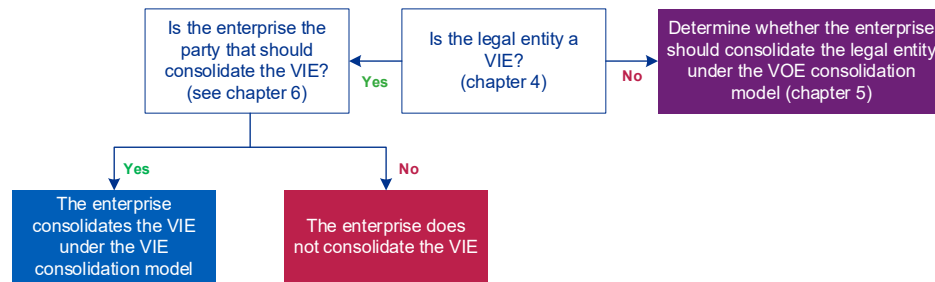 Is the enterprise the
party that should
consolidate the VIE?
(see chapter 6)
Yes
Is the legal entity a
VIE?
(chapter 4)
No
Determine whether the enterprise
should consolidate the legal entity
under the VOE consolidation
model (chapter 5)
Yes
No
The enterprise
consolidates the VIE
under the VIE
consolidation model
The enterprise does
not consolidate the VIE